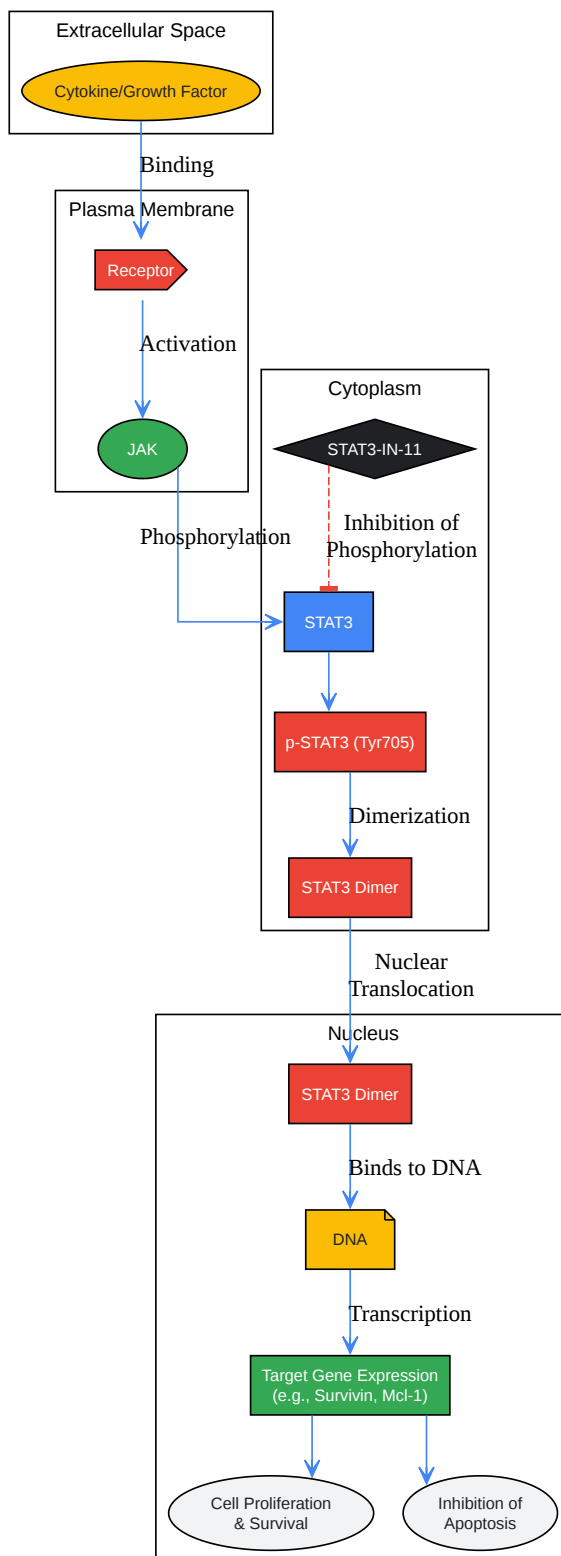 Extracellular Space
Cytokine/Growth Factor
Binding
Plasma Membrane
Receptor
Activation
JAK
Phosphorylation
Cytoplasm
STAT3-IN-11
Inhibition of
Phosphorylation
STAT3
p-STAT3 (Tyr705)
Dimerization
STAT3 Dimer
Nuclear
Translocation
Nucleus
STAT3 Dimer
Binds to DNA
DNA
Transcription
Target Gene Expression
(e.g., Survivin, Mcl-1)
Cell Proliferation
& Survival
Inhibition of
Apoptosis